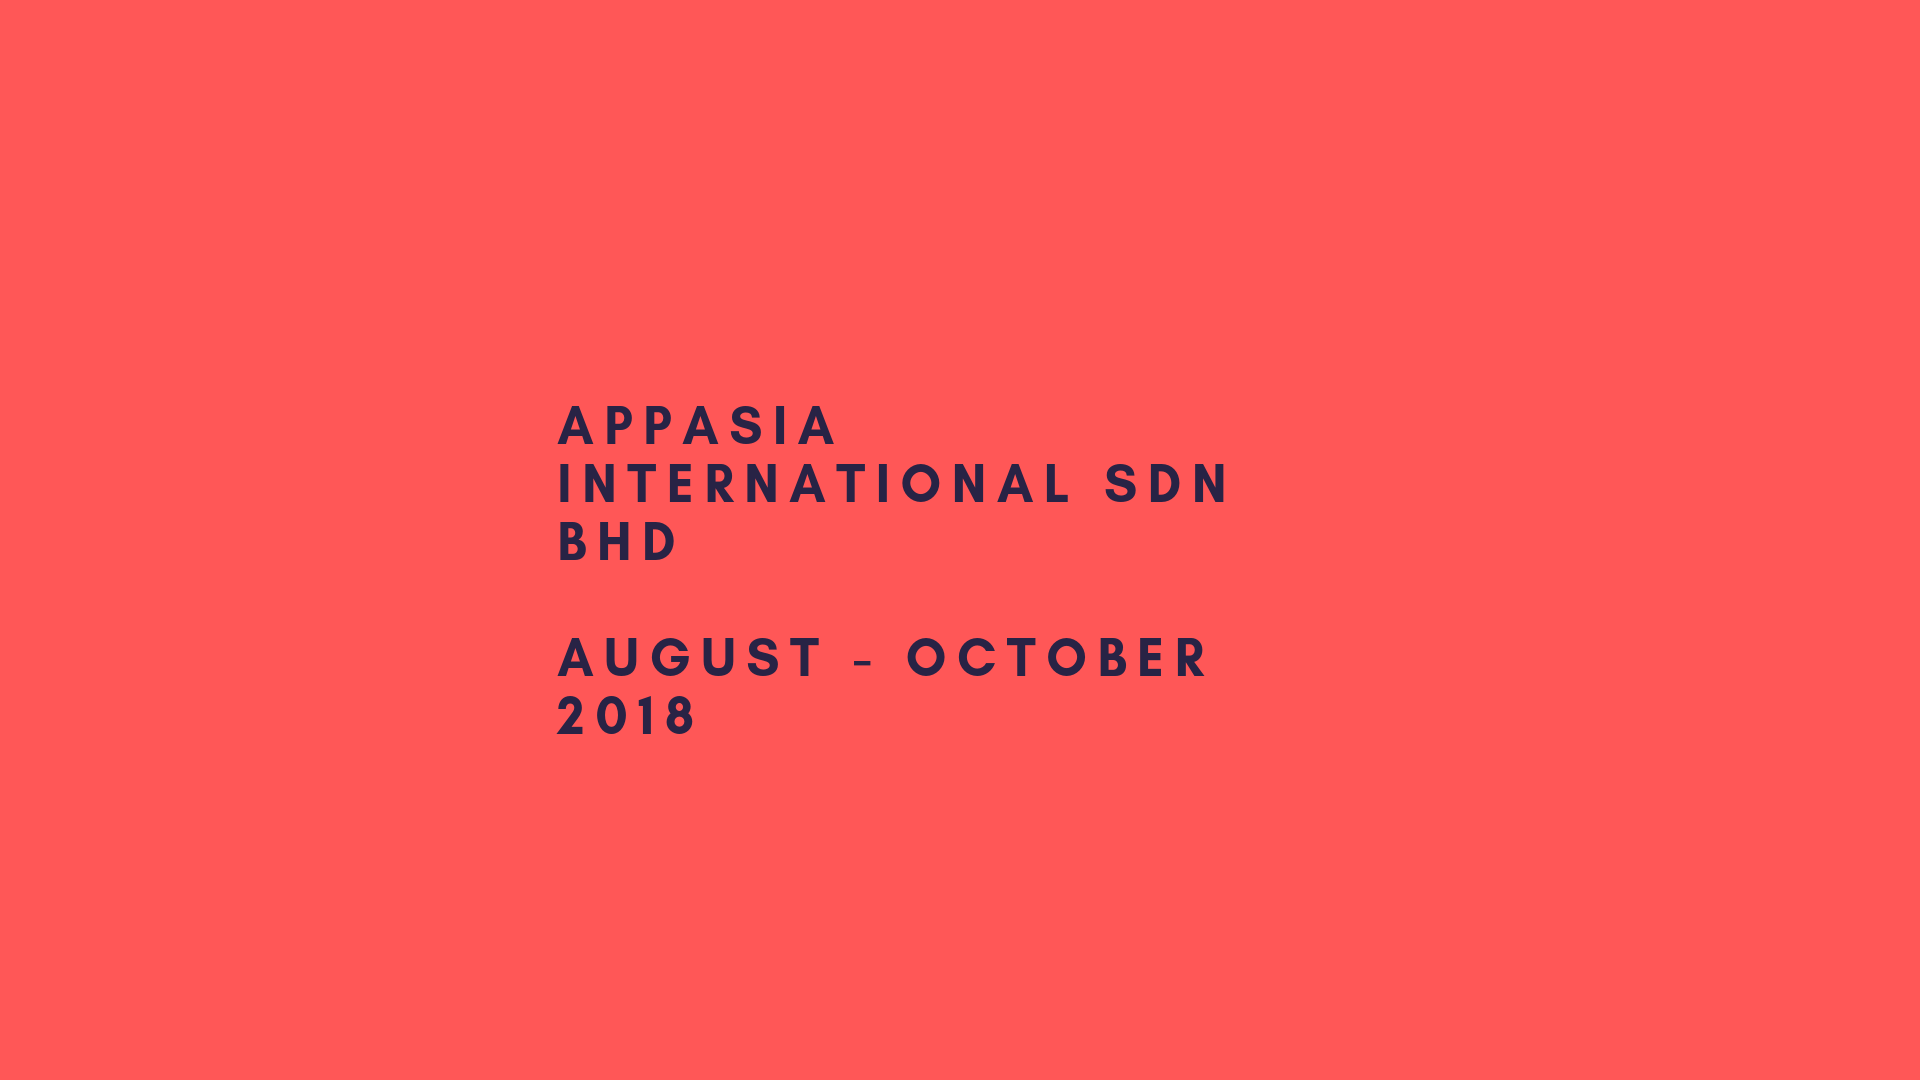 APPASIA
INTERNATIONAL SDN
BHD
AUGUST - OCTOBER
2018